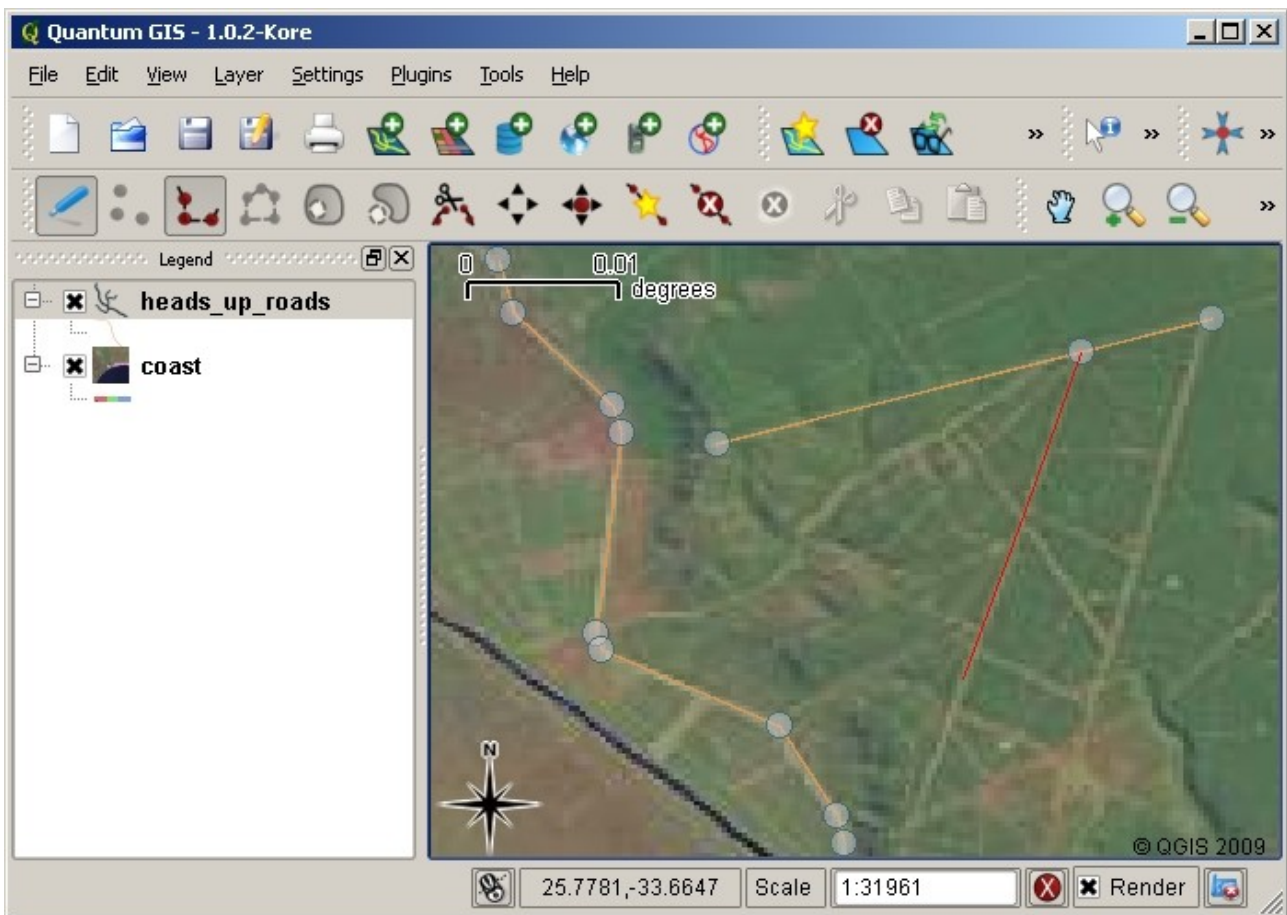 Quantum GIS - 1.0.2-Kore
File Edit View Layer Settings Plugins Tools Help
Legend
heads_up_roads
coast
0 0.01
degrees
N
© QGIS 2009
25.7781,-33.6647 Scale 1:31961 Render